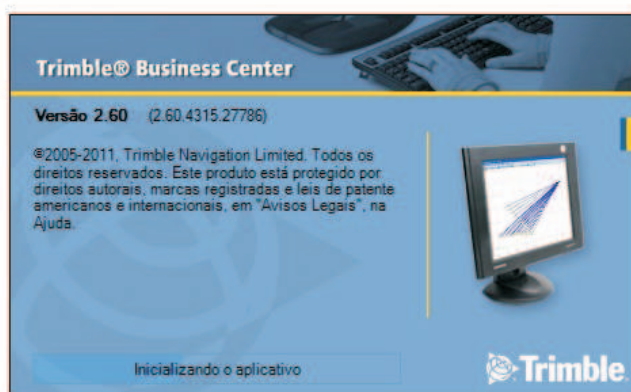 Trimble® Business Center
Versão 2.60 (2.60.4315.27786)
©2005-2011, Trimble Navigation Limited. Todos os
direitos reservados. Este produto está protegido por
direitos autorais, marcas registradas e leis de patente
americanos e internacionais, em "Avisos Legais", na
Ajuda.
Inicializando o aplicativo
Trimble